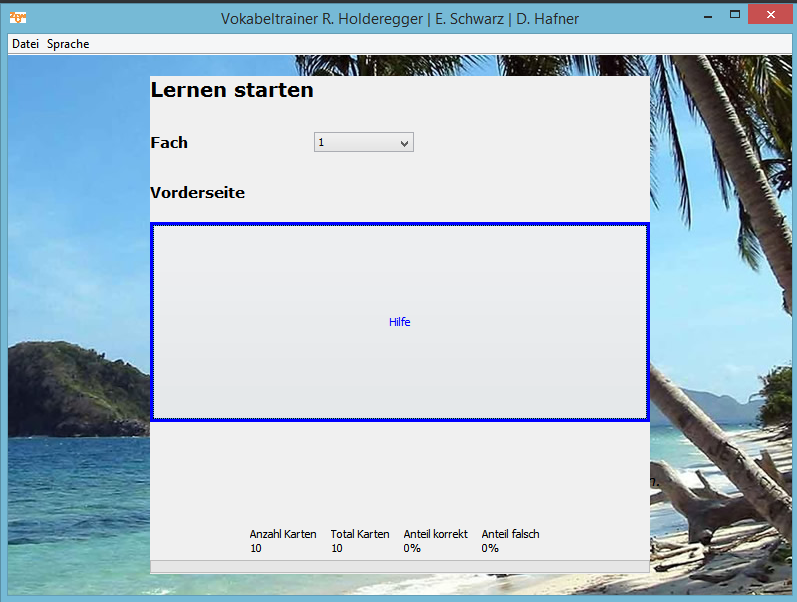 Vokabeltrainer R. Holderegger | E. Schwarz | D. Hafner
Datei Sprache
Lernen starten
Fach 1
Vorderseite
Hilfe
Anzahl Karten Total Karten Anteil korrekt Anteil falsch
10 10 0% 0%